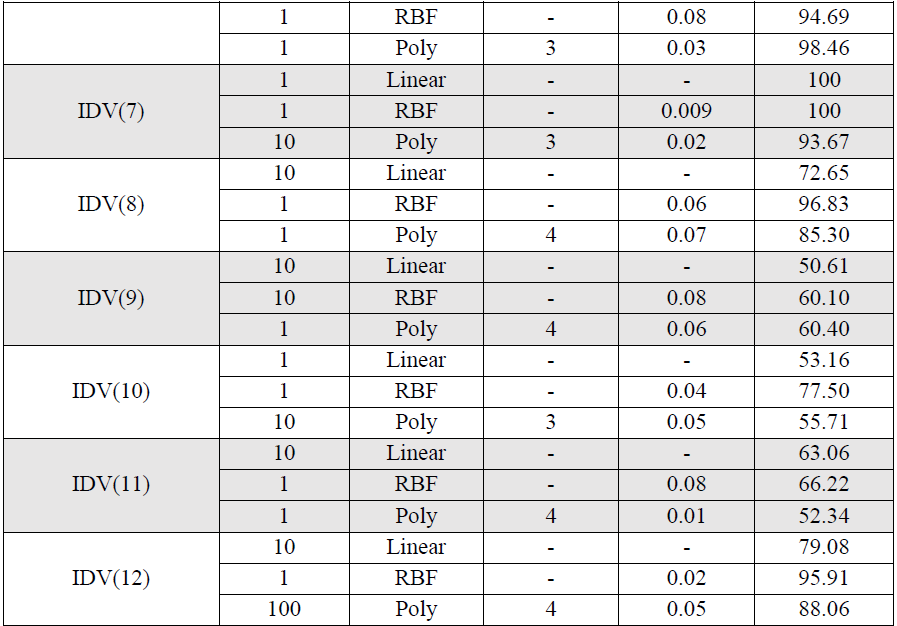 1 RBF - 0.08 94.69
1 Poly 3 0.03 98.46
1 Linear - - 100
IDV(7) 1 RBF - 0.009 100
10 Poly 3 0.02 93.67
10 Linear - - 72.65
IDV(8) 1 RBF - 0.06 96.83
1 Poly 4 0.07 85.30
10 Linear - - 50.61
IDV(9) 10 RBF - 0.08 60.10
1 Poly 4 0.06 60.40
1 Linear - - 53.16
IDV(10) 1 RBF - 0.04 77.50
10 Poly 3 0.05 55.71
10 Linear - - 63.06
IDV(11) 1 RBF - 0.08 66.22
1 Poly 4 0.01 52.34
10 Linear - - 79.08
IDV(12) 1 RBF - 0.02 95.91
100 Poly 4 0.05 88.06